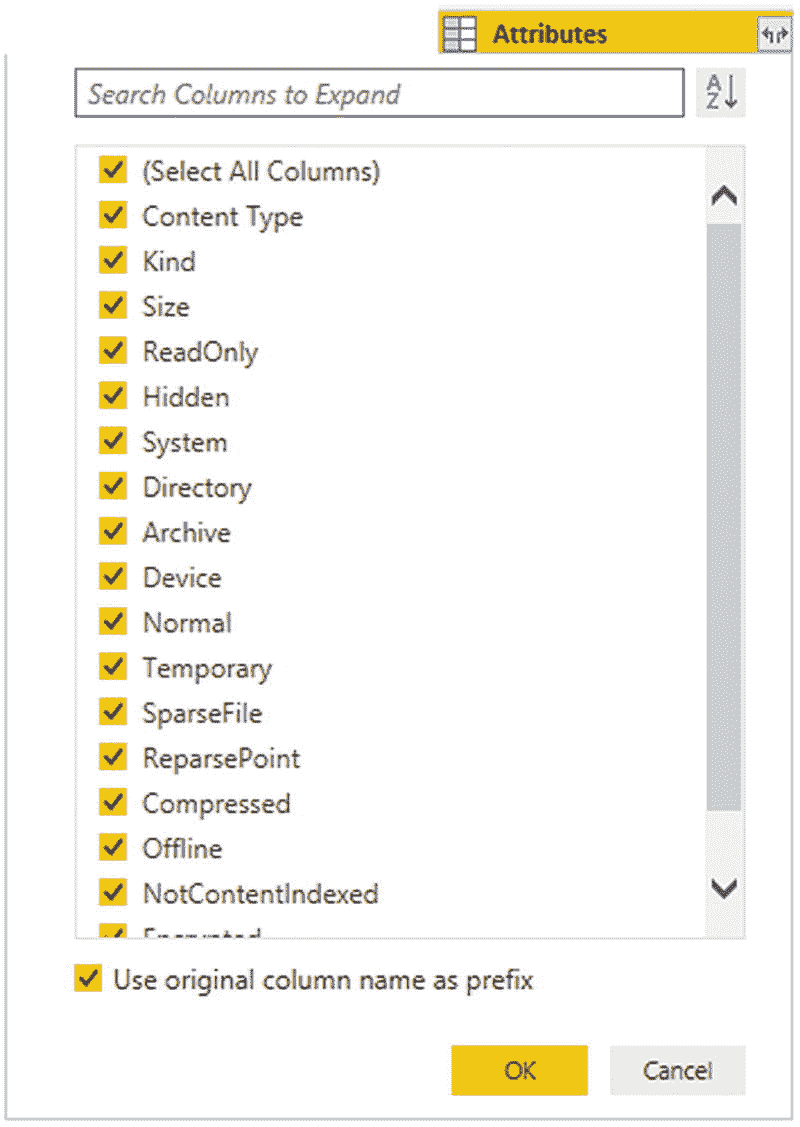 Attributes
Search Columns to Expand
(Select All Columns)
Content Type
Kind
Size
ReadOnly
Hidden
System
Directory
Archive
Device
Normal
Temporary
SparseFile
ReparsePoint
Compressed
Offline
NotContentIndexed
Encrypted
Use original column name as prefix
OK
Cancel